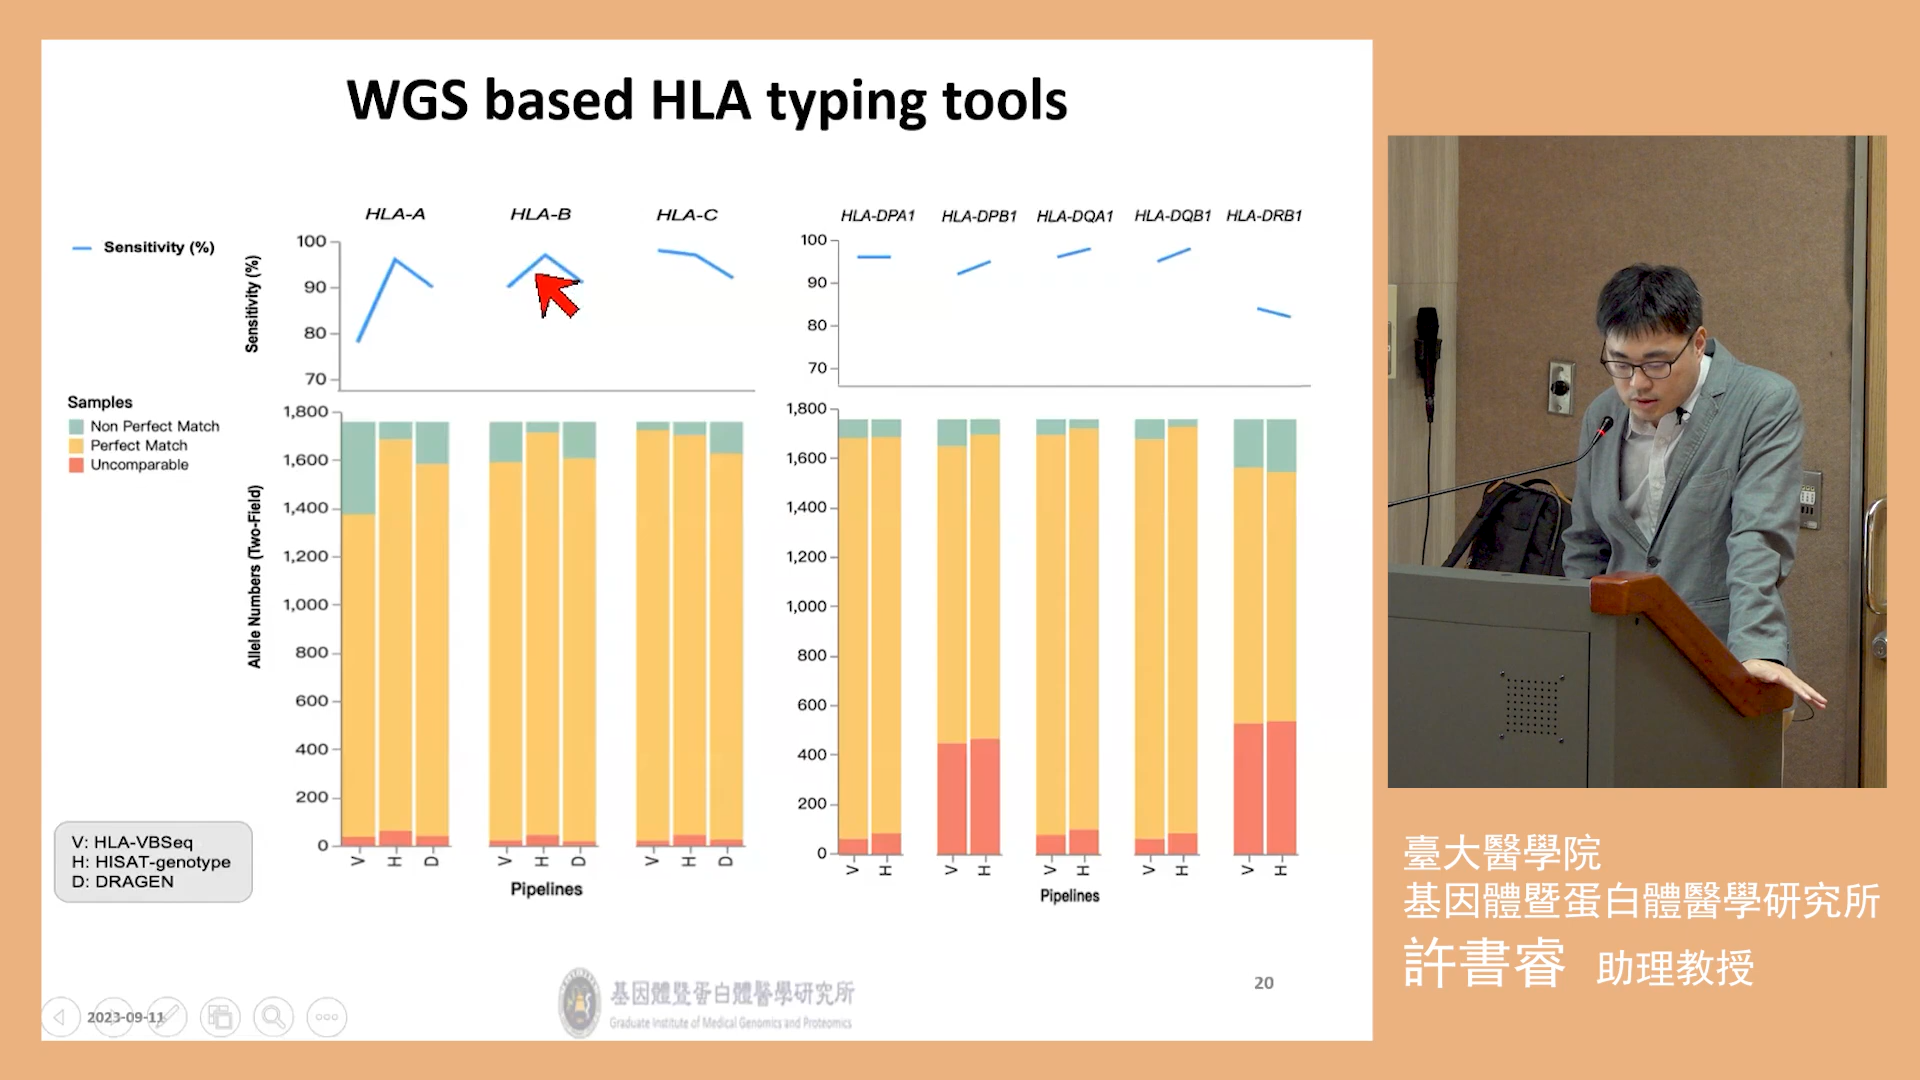 WGS based HLA typing tools
HLA-A HLA-B HLA-C
HLA-DPA1 HLA-DPB1 HLA-DQA1 HLA-DQB1 HLA-DRB1
Sensitivity (%)
Sensitivity (%)
100
90
80
70
100
90
80
70
Samples
Non Perfect Match
Perfect Match
Uncomparable
Allele Numbers (Two-Field)
1,800
1,600
1,400
1,200
1,000
800
600
400
200
0
1,800
1,600
1,400
1,200
1,000
800
600
400
200
0
V H D V H D V H D
Pipelines
V H V H V H V H V H
Pipelines
V: HLA-VBSeq
H: HISAT-genotype
D: DRAGEN
2023-09-11
基因體暨蛋白體醫學研究所
Graduate Institute of Medical Genomics and Proteomics
20
臺大醫學院
基因體暨蛋白體醫學研究所
許書睿 助理教授